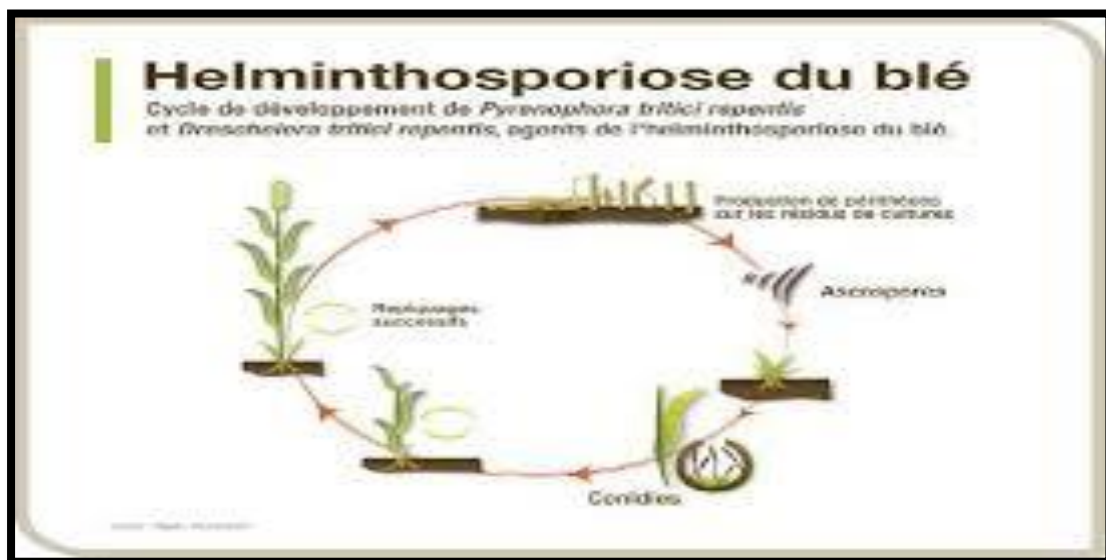 Helminthosporiose du blé
Cycle de développement de Pyrenophora tritici repentis
et Drescheiora tritici repentis, agents de l'helminthosporiose du blé.
Production de périthèces
sur les résidus de cultures
Ascospores
Repiquages
successifs
Conidies